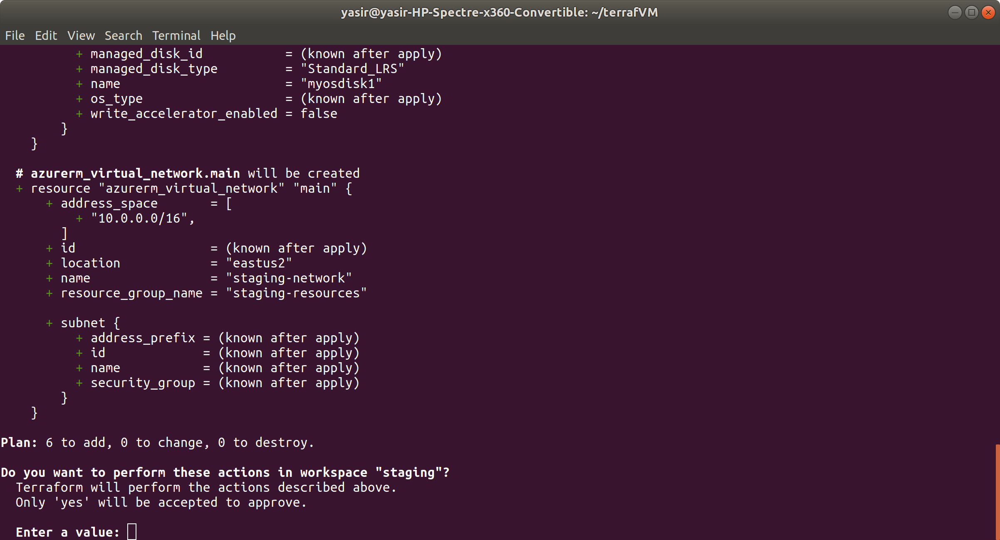 yasir@yasir-HP-Spectre-x360-Convertible: ~/terrafVM
File Edit View Search Terminal Help
          + managed_disk_id           = (known after apply)
          + managed_disk_type         = "Standard_LRS"
          + name                      = "myosdisk1"
          + os_type                   = (known after apply)
          + write_accelerator_enabled = false
        }
    }

  # azurerm_virtual_network.main will be created
  + resource "azurerm_virtual_network" "main" {
      + address_space       = [
          + "10.0.0.0/16",
        ]
      + id                  = (known after apply)
      + location            = "eastus2"
      + name                = "staging-network"
      + resource_group_name = "staging-resources"

      + subnet {
          + address_prefix = (known after apply)
          + id             = (known after apply)
          + name           = (known after apply)
          + security_group = (known after apply)
        }
    }

Plan: 6 to add, 0 to change, 0 to destroy.

Do you want to perform these actions in workspace "staging"?
  Terraform will perform the actions described above.
  Only 'yes' will be accepted to approve.

  Enter a value: